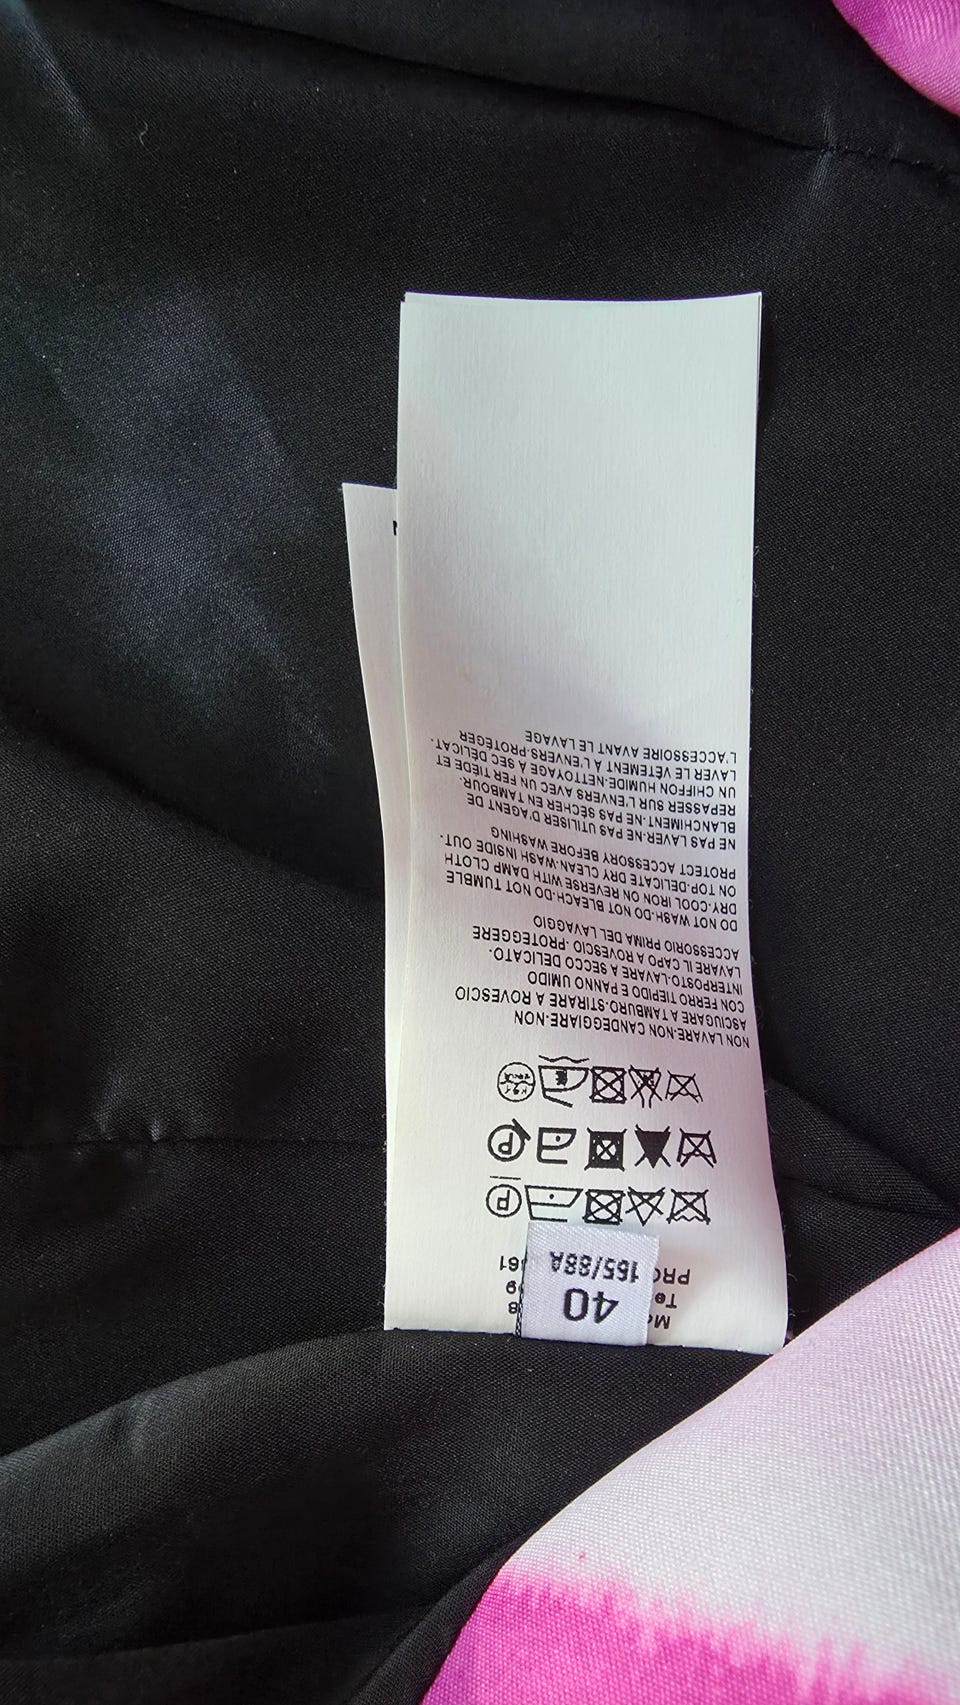 40
165/88A
NON LAVARE-NON CANDEGGIARE-NON
ASCIUGARE A TAMBURO-STIRARE A ROVESCIO
CON FERRO TIEPIDO E PANNO UMIDO
INTERPOSTO-LAVARE A SECCO DELICATO-
LAVARE IL CAPO A ROVESCIO -PROTEGGERE
ACCESSORIO PRIMA DEL LAVAGGIO
DO NOT WASH-DO NOT BLEACH-DO NOT TUMBLE
DRY-COOL IRON ON REVERSE WITH DAMP CLOTH
ON TOP-DELICATE DRY CLEAN-WASH INSIDE OUT-
PROTECT ACCESSORY BEFORE WASHING
NE PAS LAVER-NE PAS UTILISER D'AGENT DE
BLANCHIMENT-NE PAS SÉCHER EN TAMBOUR-
REPASSER SUR L'ENVERS AVEC UN FER TIÉDE ET
UN CHIFFON HUMIDE-NETTOYAGE À SEC DÉLICAT-
LAVER LE VÊTEMENT À L'ENVERS-PROTÉGER
L'ACCESSOIRE AVANT LE LAVAGE